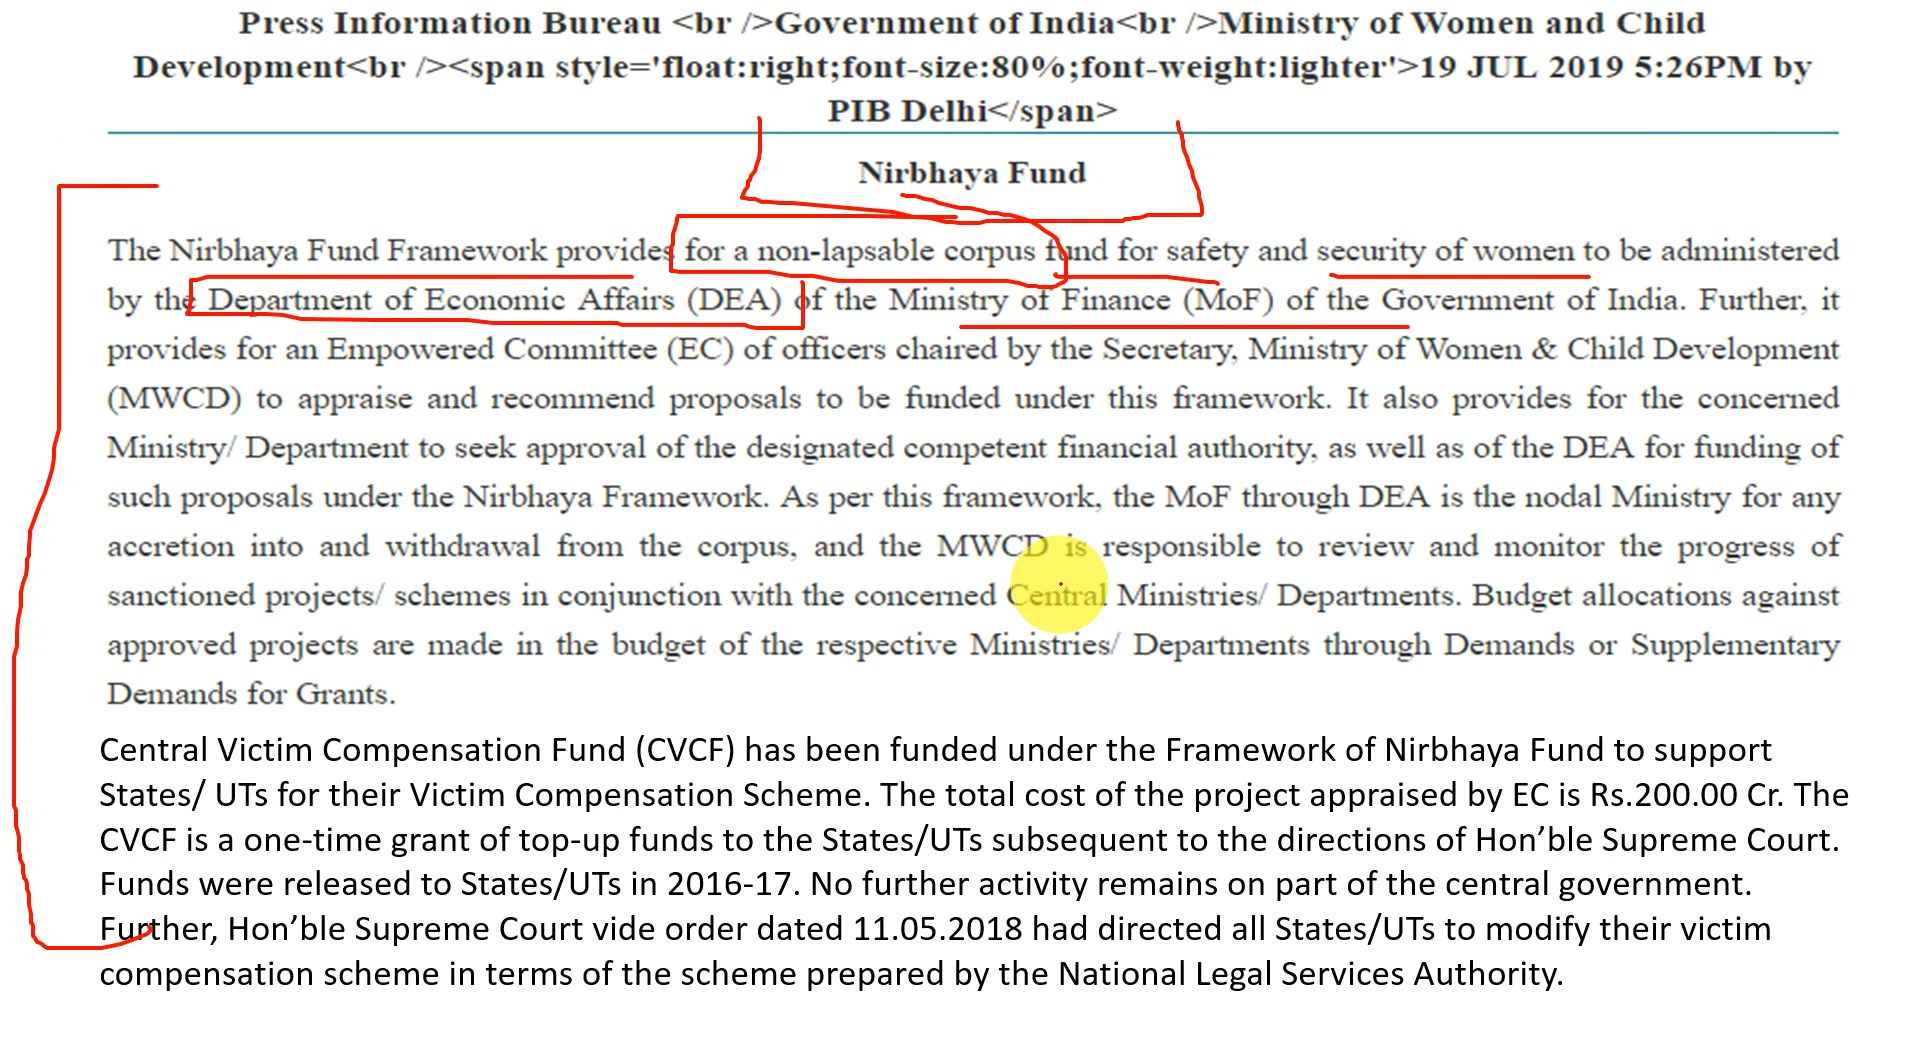 Press Information Bureau <br />Government of India<br />Ministry of Women and Child
Development<br /><span style='float:right;font-size:80%;font-weight:lighter'>19 JUL 2019 5:26PM by
PIB Delhi</span>
Nirbhaya Fund
The Nirbhaya Fund Framework provides for a non-lapsable corpus fund for safety and security of women to be administered
by the Department of Economic Affairs (DEA) of the Ministry of Finance (MoF) of the Government of India. Further, it
provides for an Empowered Committee (EC) of officers chaired by the Secretary, Ministry of Women & Child Development
(MWCD) to appraise and recommend proposals to be funded under this framework. It also provides for the concerned
Ministry/ Department to seek approval of the designated competent financial authority, as well as of the DEA for funding of
such proposals under the Nirbhaya Framework. As per this framework, the MoF through DEA is the nodal Ministry for any
accretion into and withdrawal from the corpus, and the MWCD is responsible to review and monitor the progress of
sanctioned projects/ schemes in conjunction with the concerned Central Ministries/ Departments. Budget allocations against
approved projects are made in the budget of the respective Ministries/ Departments through Demands or Supplementary
Demands for Grants.
Central Victim Compensation Fund (CVCF) has been funded under the Framework of Nirbhaya Fund to support
States/ UTs for their Victim Compensation Scheme. The total cost of the project appraised by EC is Rs.200.00 Cr. The
CVCF is a one-time grant of top-up funds to the States/UTs subsequent to the directions of Hon’ble Supreme Court.
Funds were released to States/UTs in 2016-17. No further activity remains on part of the central government.
Further, Hon’ble Supreme Court vide order dated 11.05.2018 had directed all States/UTs to modify their victim
compensation scheme in terms of the scheme prepared by the National Legal Services Authority.